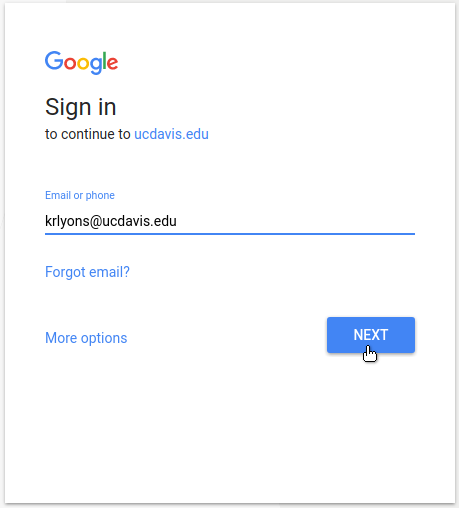 Google
Sign in
to continue to ucdavis.edu
Email or phone
krlyons@ucdavis.edu
Forgot email?
More options
NEXT